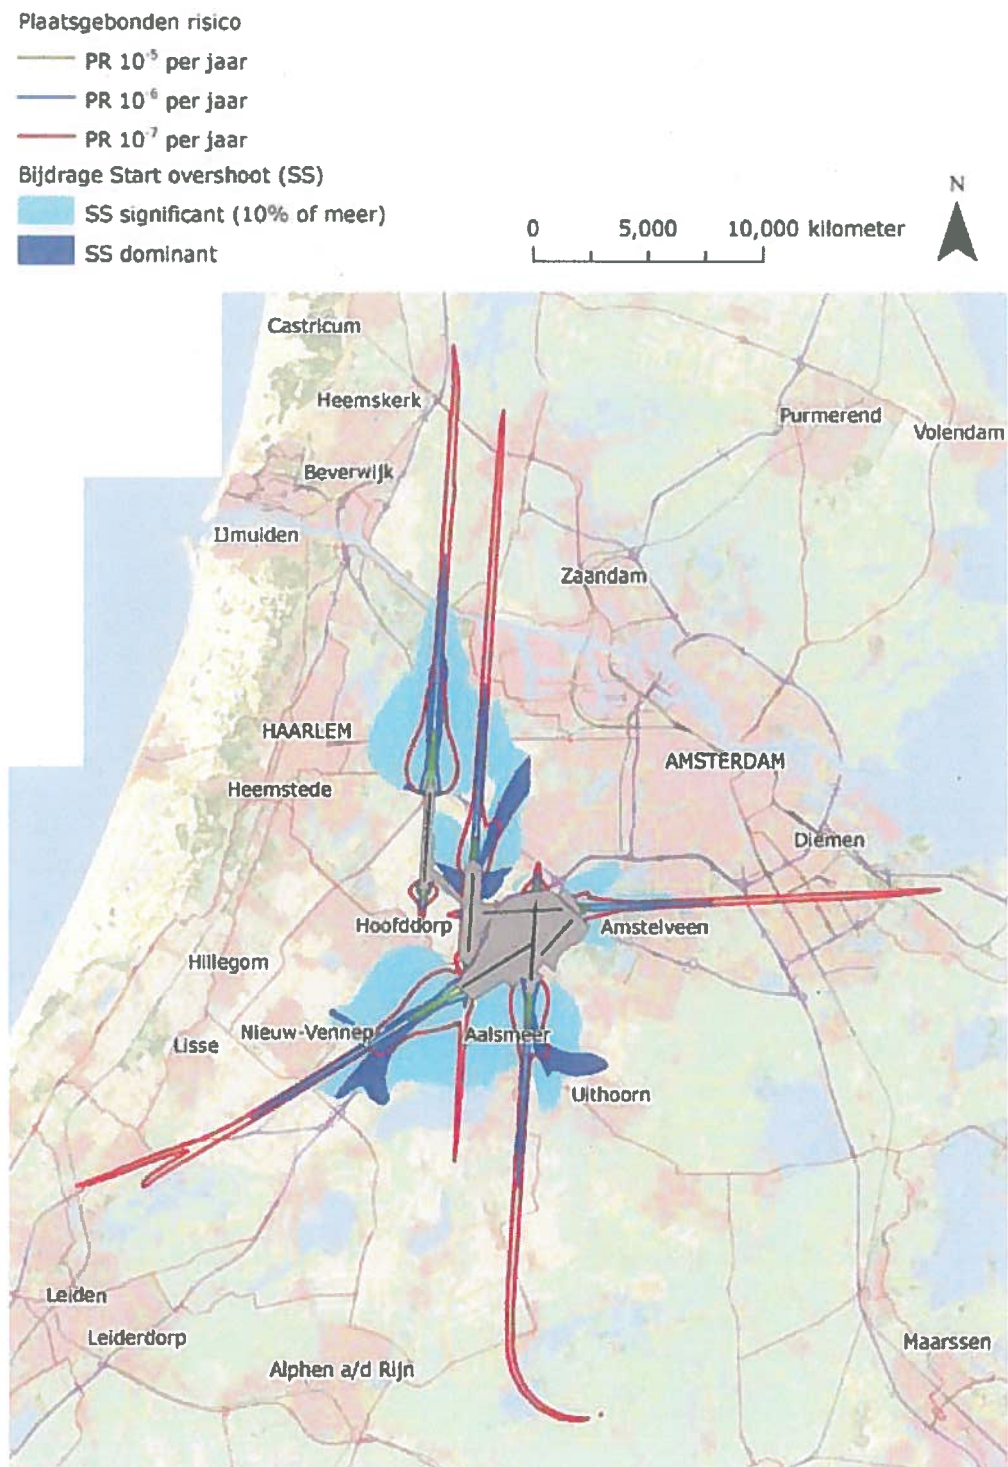 Plaatsgebonden risico
PR 10⁻⁵ per jaar
PR 10⁻⁶ per jaar
PR 10⁻⁷ per jaar
Bijdrage Start overshoot (SS)
SS significant (10% of meer)
SS dominant
N
0 5,000 10,000 kilometer
Castricum
Heemskerk
Purmerend
Volendam
Beverwijk
IJmuiden
Zaandam
HAARLEM
AMSTERDAM
Heemstede
Diemen
Hoofddorp
Amstelveen
Hillegom
Nieuw-Vennep
Aalsmeer
Lisse
Uithoorn
Leiden
Leiderdorp
Maarssen
Alphen a/d Rijn